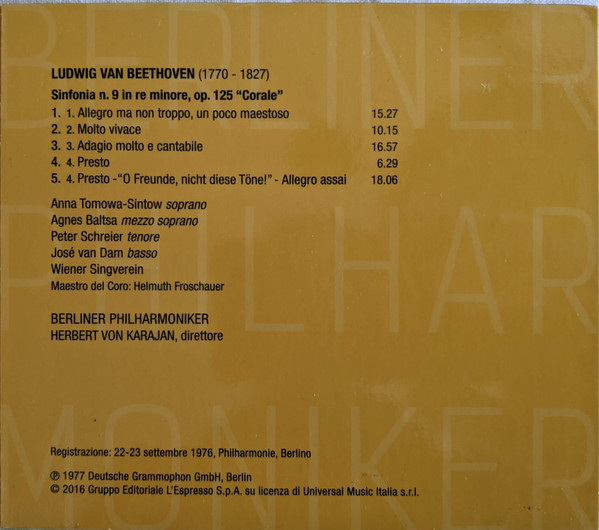 BERLINER
PHILHAR
MONIKER
LUDWIG VAN BEETHOVEN (1770 - 1827)
Sinfonia n. 9 in re minore, op. 125 “Corale”
1. 1. Allegro ma non troppo, un poco maestoso 15.27
2. 2. Molto vivace 10.15
3. 3. Adagio molto e cantabile 16.57
4. 4. Presto 6.29
5. 4. Presto -“O Freunde, nicht diese Töne!” - Allegro assai 18.06
Anna Tomowa-Sintow soprano
Agnes Baltsa mezzo soprano
Peter Schreier tenore
José van Dam basso
Wiener Singverein
Maestro del Coro: Helmuth Froschauer
BERLINER PHILHARMONIKER
HERBERT VON KARAJAN, direttore
Registrazione: 22-23 settembre 1976, Philharmonie, Berlino
℗ 1977 Deutsche Grammophon GmbH, Berlin
© 2016 Gruppo Editoriale L’Espresso S.p.A. su licenza di Universal Music Italia s.r.l.